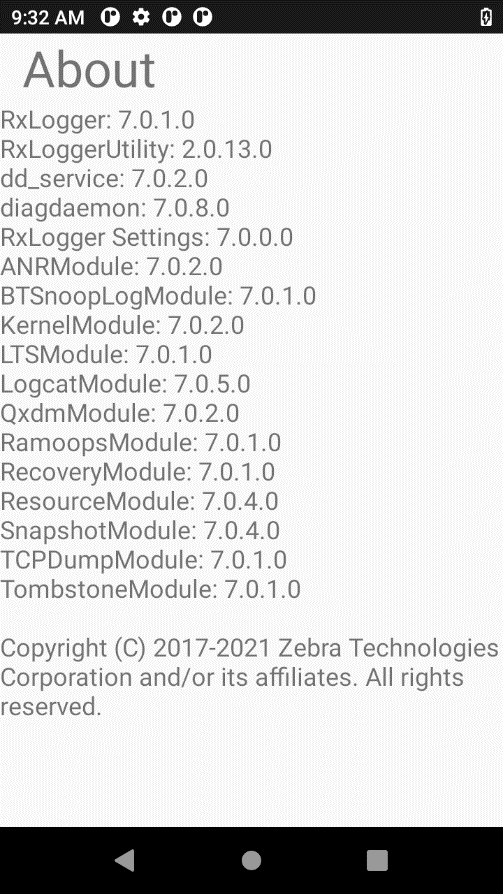 9:32 AM
About
RxLogger: 7.0.1.0
RxLoggerUtility: 2.0.13.0
dd_service: 7.0.2.0
diagdaemon: 7.0.8.0
RxLogger Settings: 7.0.0.0
ANRModule: 7.0.2.0
BTSnoopLogModule: 7.0.1.0
KernelModule: 7.0.2.0
LTSModule: 7.0.1.0
LogcatModule: 7.0.5.0
QxdmModule: 7.0.2.0
RamoopsModule: 7.0.1.0
RecoveryModule: 7.0.1.0
ResourceModule: 7.0.4.0
SnapshotModule: 7.0.4.0
TCPDumpModule: 7.0.1.0
TombstoneModule: 7.0.1.0
Copyright (C) 2017-2021 Zebra Technologies
Corporation and/or its affiliates. All rights
reserved.